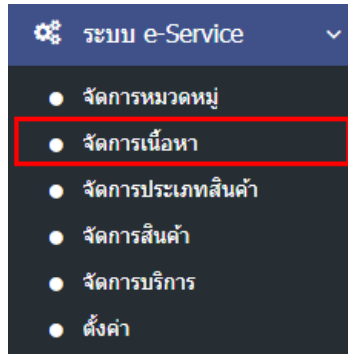 ระบบ e-Service
จัดการหมวดหมู่
จัดการเนื้อหา
จัดการประเภทสินค้า
จัดการสินค้า
จัดการบริการ
ตั้งค่า